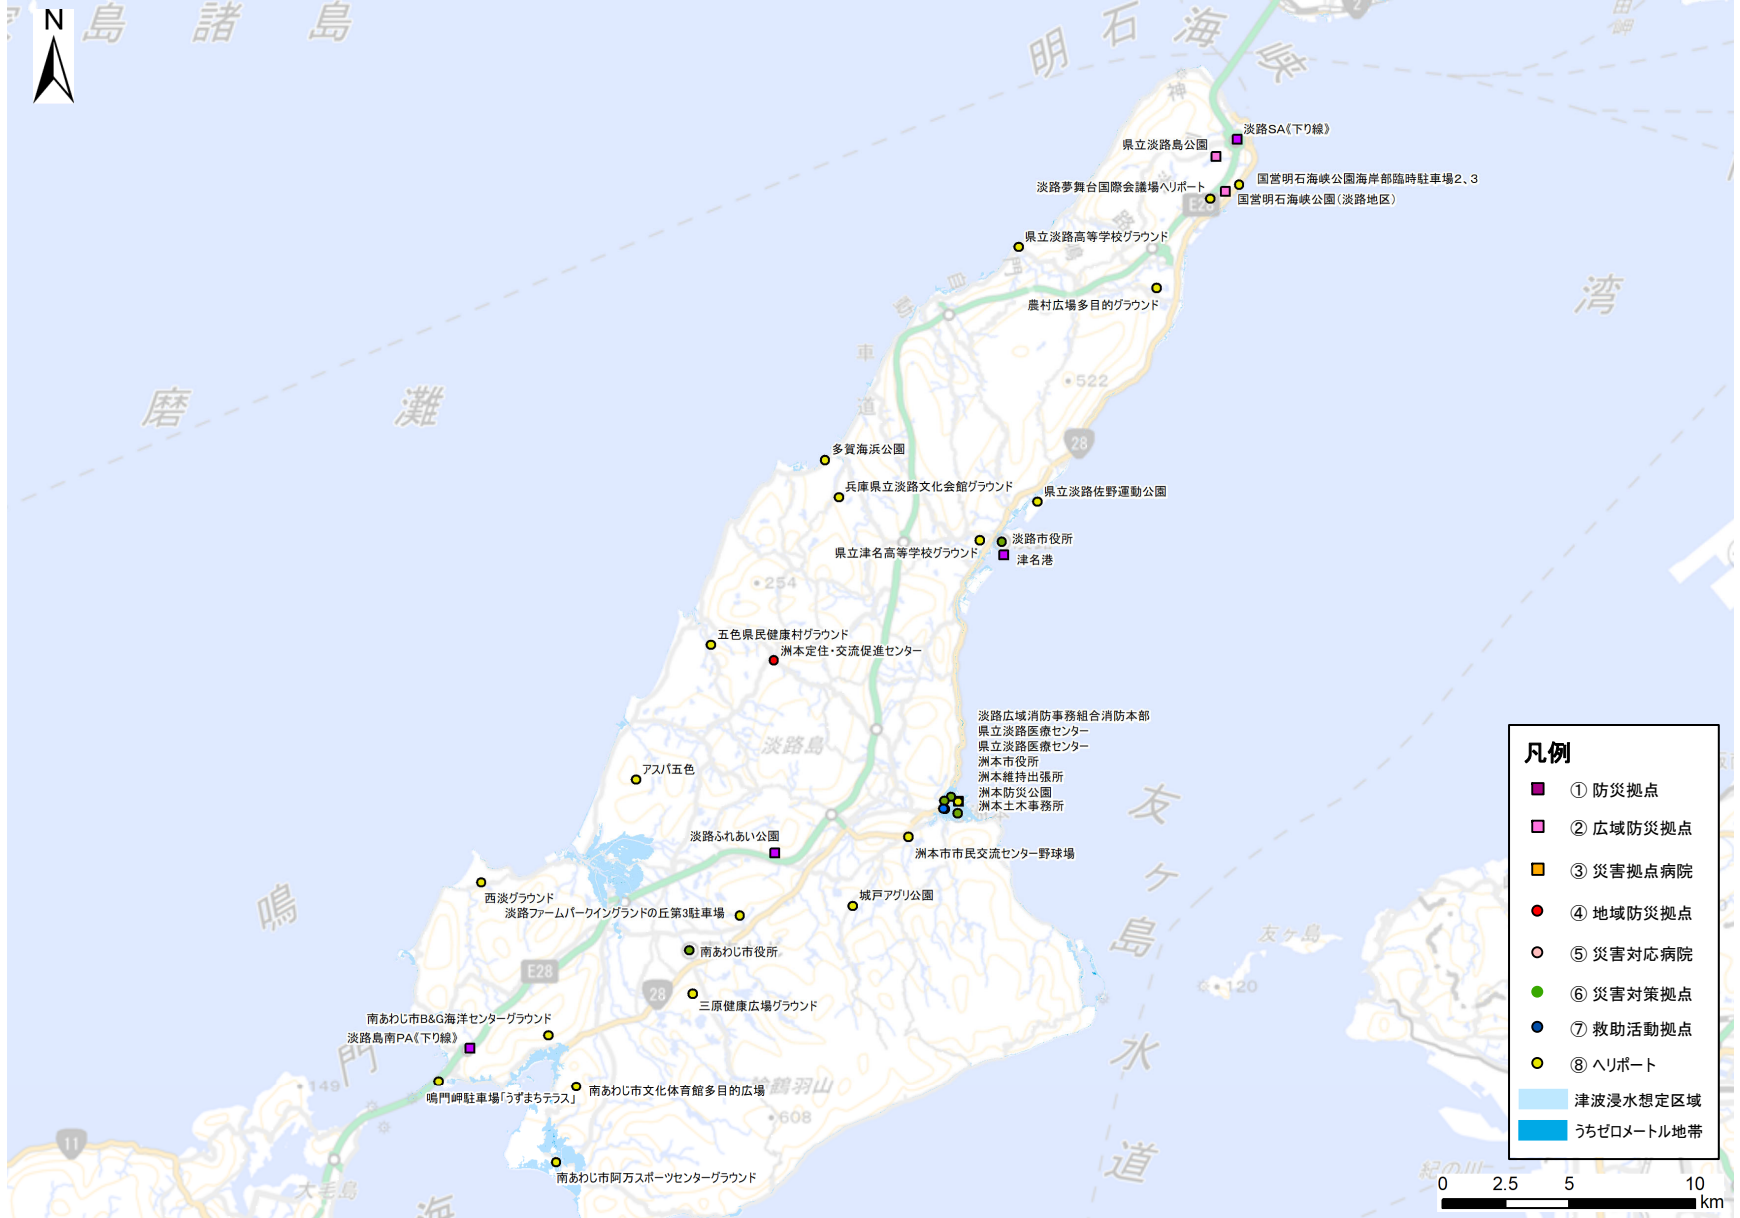 N
島 諸 島
明 石 海 峡
2
神
淡路SA《下り線》
県立淡路島公園
国営明石海峡公園海岸部臨時駐車場2、3
淡路夢舞台国際会議場ヘリポート
国営明石海峡公園(淡路地区)
E28
路
県立淡路高等学校グラウンド
鳴
門
自
動
湾
農村広場多目的グラウンド
車
522
道
磨 灘
28
多賀海浜公園
兵庫県立淡路文化会館グラウンド
県立淡路佐野運動公園
淡路市役所
県立津名高等学校グラウンド
津名港
254
五色県民健康村グラウンド
洲本定住・交流促進センター
淡路広域消防事務組合消防本部
県立淡路医療センター
県立淡路医療センター
洲本市役所
洲本維持出張所
洲本防災公園
洲本土木事務所
淡路島
アスパ五色
淡路ふれあい公園
洲本市市民交流センター野球場
友
ケ
島
水
道
西淡グラウンド
城戸アグリ公園
淡路ファームパークイングランドの丘第3駐車場
鳴
南あわじ市役所
友ヶ島
E28
28
120
三原健康広場グラウンド
南あわじ市B&G海洋センターグラウンド
淡路島南PA《下り線》
門
149
鳴門岬駐車場「うずまちテラス」
南あわじ市文化体育館多目的広場
諭鶴羽山
608
11
南あわじ市阿万スポーツセンターグラウンド
大毛島
海
紀の川
凡例
① 防災拠点
② 広域防災拠点
③ 災害拠点病院
④ 地域防災拠点
⑤ 災害対応病院
⑥ 災害対策拠点
⑦ 救助活動拠点
⑧ ヘリポート
津波浸水想定区域
うちゼロメートル地帯
0 2.5 5 10
km